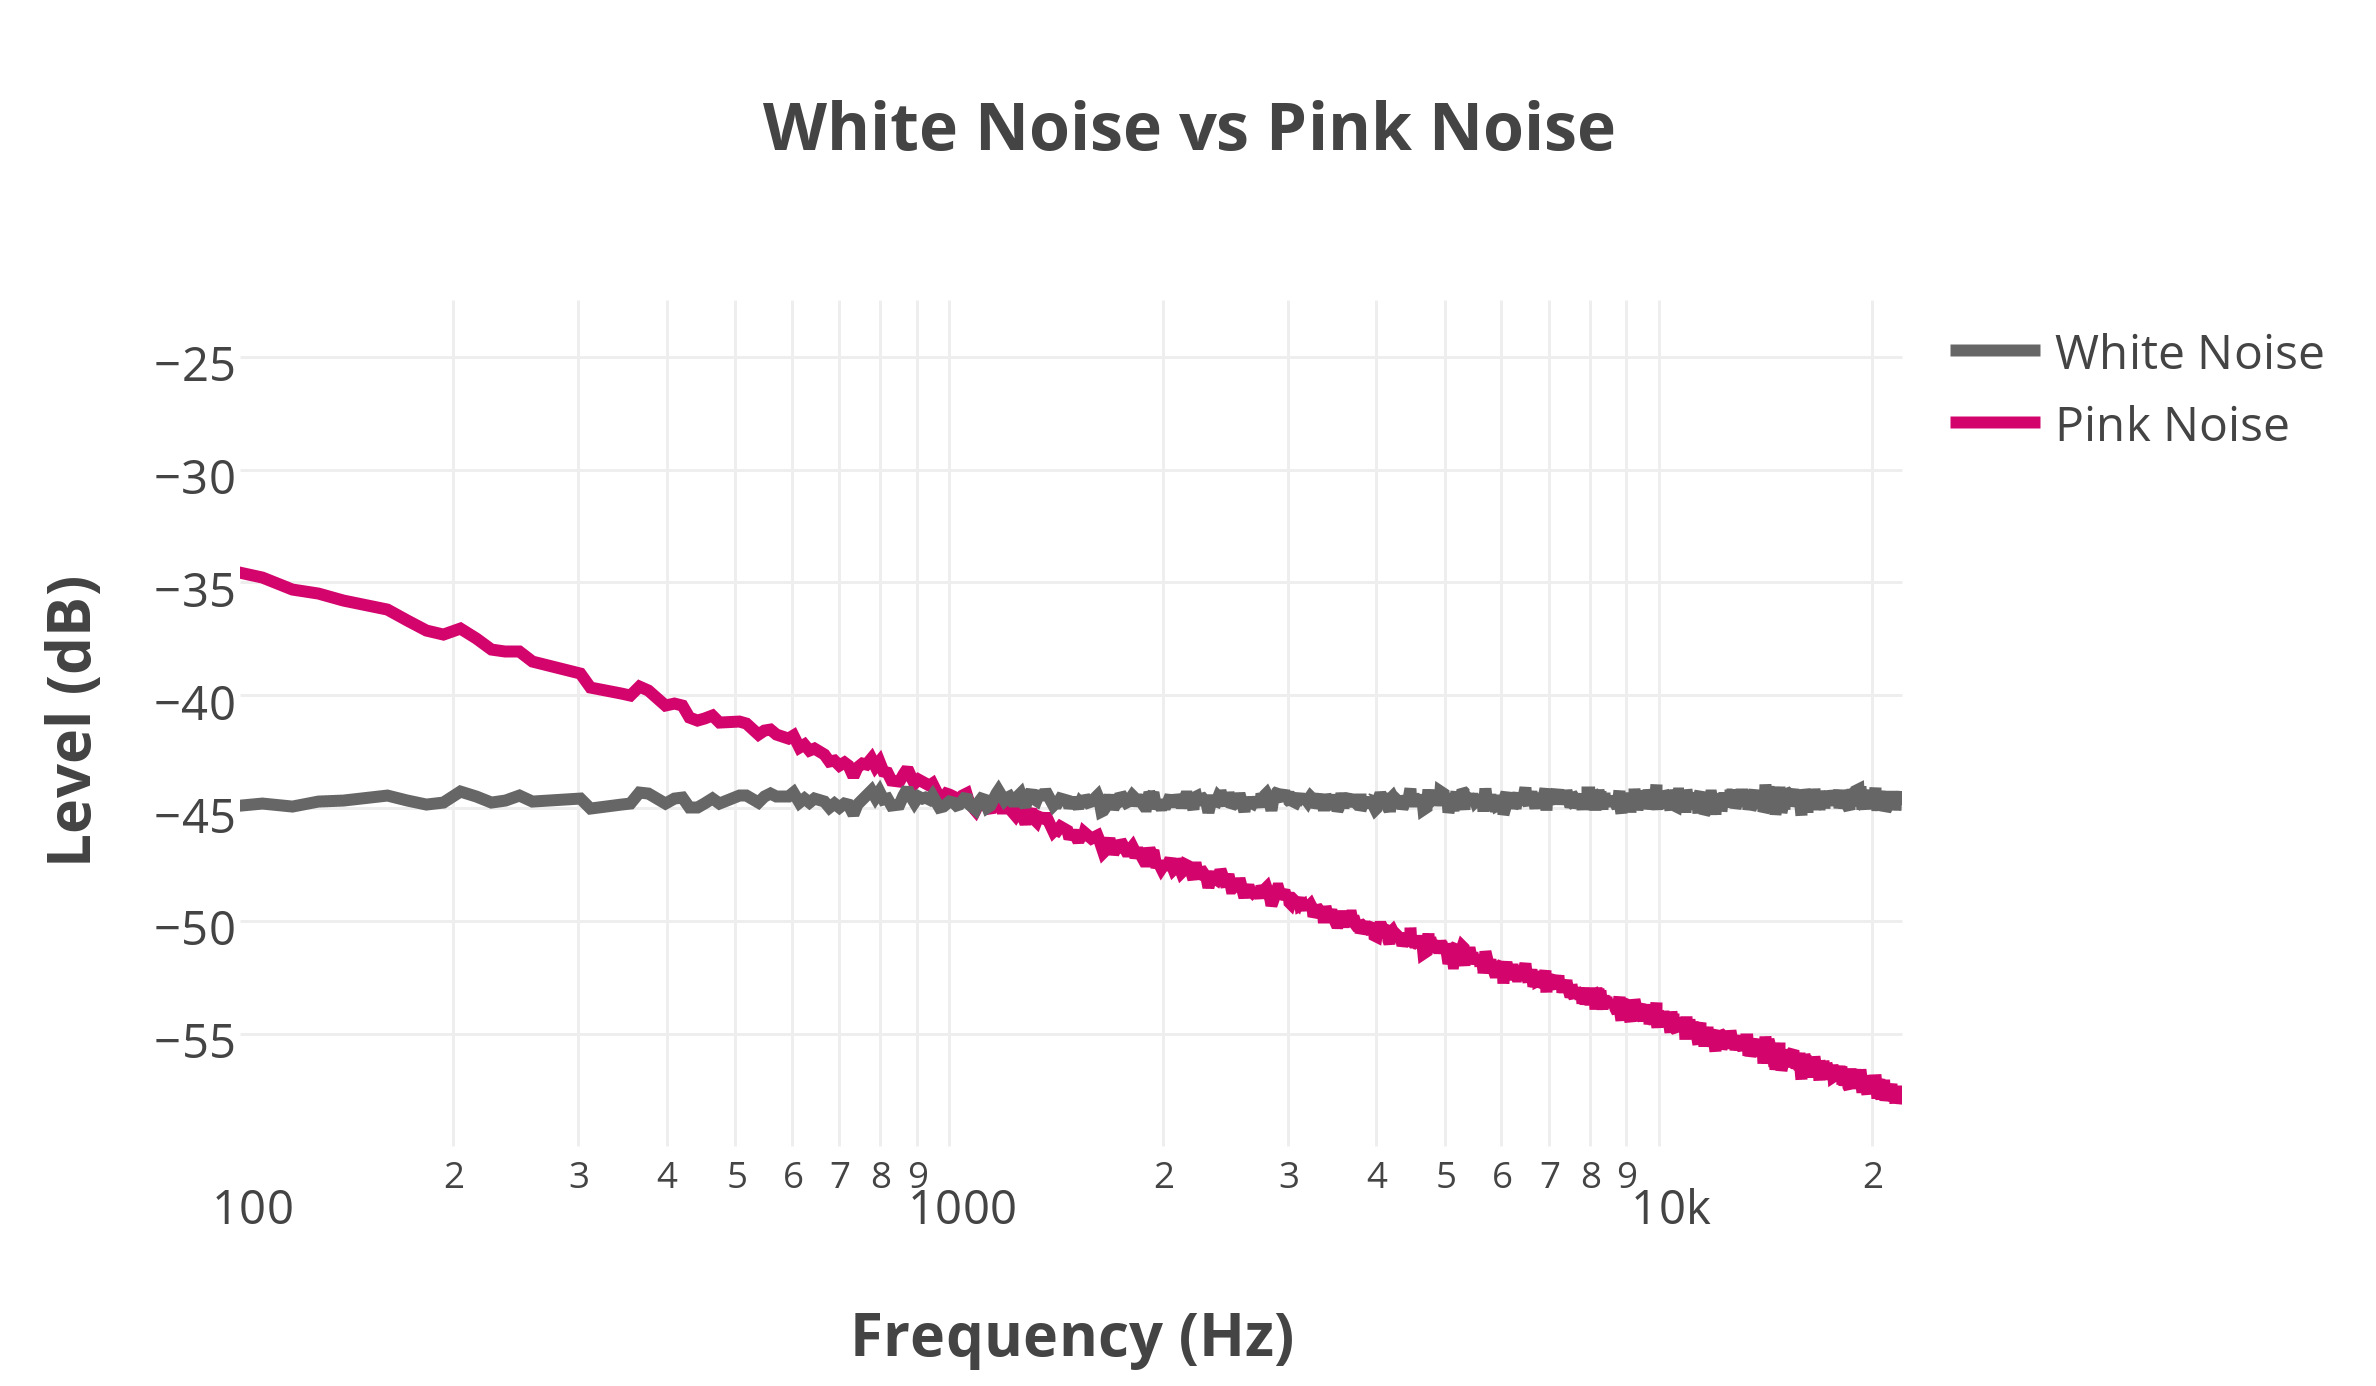 White Noise vs Pink Noise
White Noise
Pink Noise
Level (dB)
−25
−30
−35
−40
−45
−50
−55
2 3 4 5 6 7 8 9 2 3 4 5 6 7 8 9 2
100 1000 10k
Frequency (Hz)